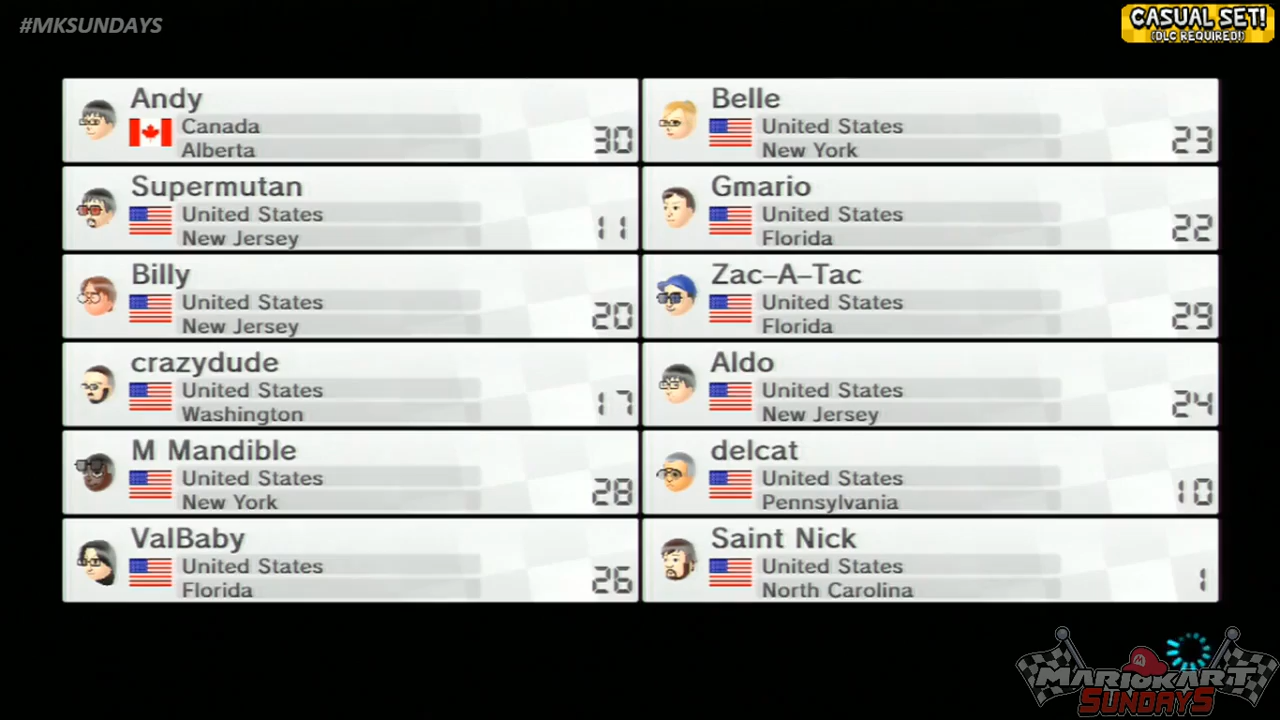 #MKSUNDAYS
CASUAL SET!
(DLC REQUIRED!)
Andy
Canada
Alberta
30
Belle
United States
New York
23
Supermutan
United States
New Jersey
11
Gmario
United States
Florida
22
Billy
United States
New Jersey
20
Zac-A-Tac
United States
Florida
29
crazydude
United States
Washington
17
Aldo
United States
New Jersey
24
M Mandible
United States
New York
28
delcat
United States
Pennsylvania
10
ValBaby
United States
Florida
26
Saint Nick
United States
North Carolina
1
M
MARIOKART
SUNDAYS